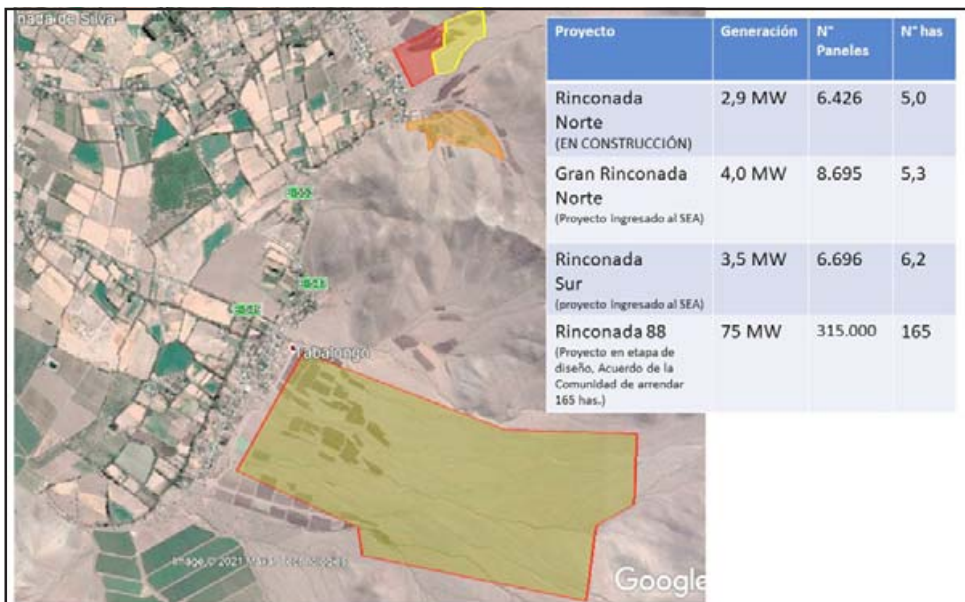 nada de Silva
Tabalongo
Image © 2021 Maxar Technologies
Google
Proyecto Generación N° Paneles N° has
Rinconada Norte 2,9 MW 6.426 5,0
(EN CONSTRUCCIÓN)
Gran Rinconada Norte 4,0 MW 8.695 5,3
(Proyecto Ingresado al SEA)
Rinconada Sur 3,5 MW 6.696 6,2
(proyecto Ingresado al SEA)
Rinconada 88 75 MW 315.000 165
(Proyecto en etapa de
diseño, Acuerdo de la
Comunidad de arrendar
165 has.)